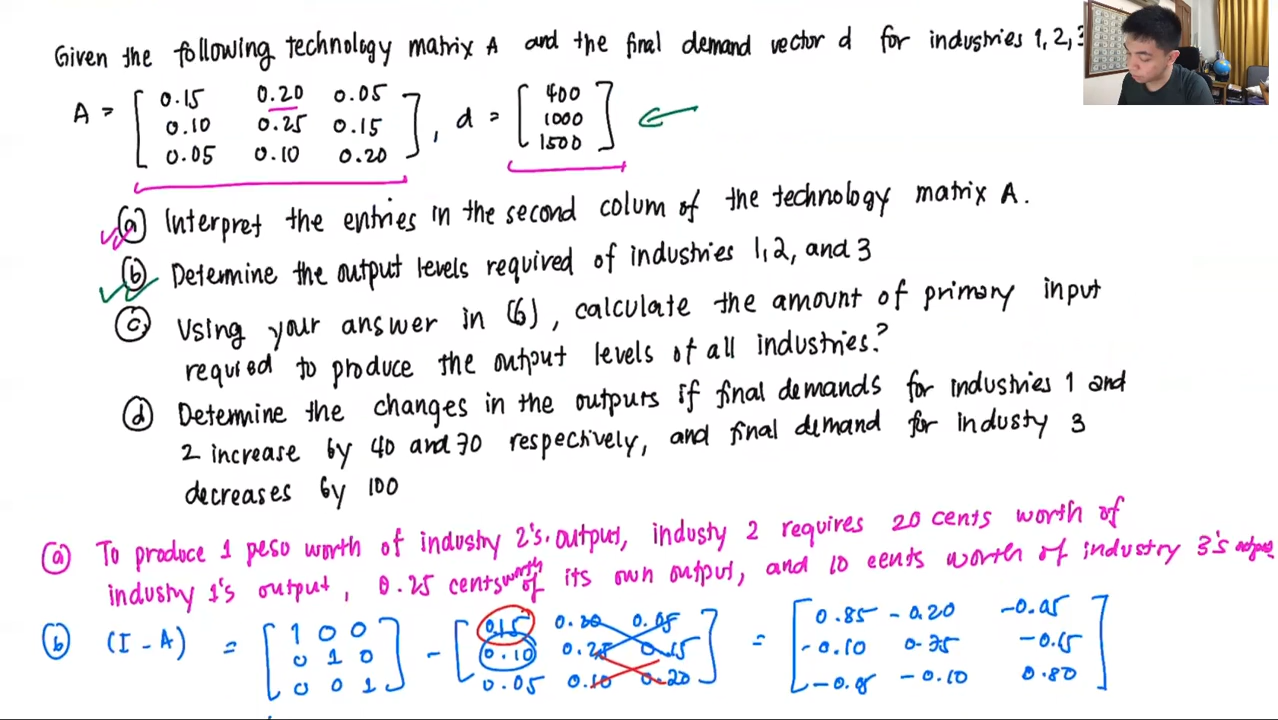 Given the following technology matrix A and the final demand vector d for industries 1, 2, 3
A = [ 0.15 0.20 0.05 ] , d = [ 400 ]
0.10 0.25 0.15 1000
0.05 0.10 0.20 1500
(a) Interpret the entries in the second colum of the technology matrix A.
(b) Determine the output levels required of industries 1, 2, and 3
(c) Using your answer in (b), calculate the amount of primary input
required to produce the output levels of all industries?
(d) Determine the changes in the outputs if final demands for industries 1 and
2 increase by 40 and 70 respectively, and final demand for industy 3
decreases by 100
(a) To produce 1 peso worth of industry 2's output, industy 2 requires 20 cents worth of
industry 1's output, 0.25 cents worth of its own output, and 10 cents worth of industry 3's output
(b) (I - A) = [ 1 0 0 ] - [ 0.15 0.20 0.05 ] = [ 0.85 -0.20 -0.05 ]
0 1 0 0.10 0.25 0.15 -0.10 0.75 -0.15
0 0 1 0.05 0.10 0.20 -0.05 -0.10 0.80